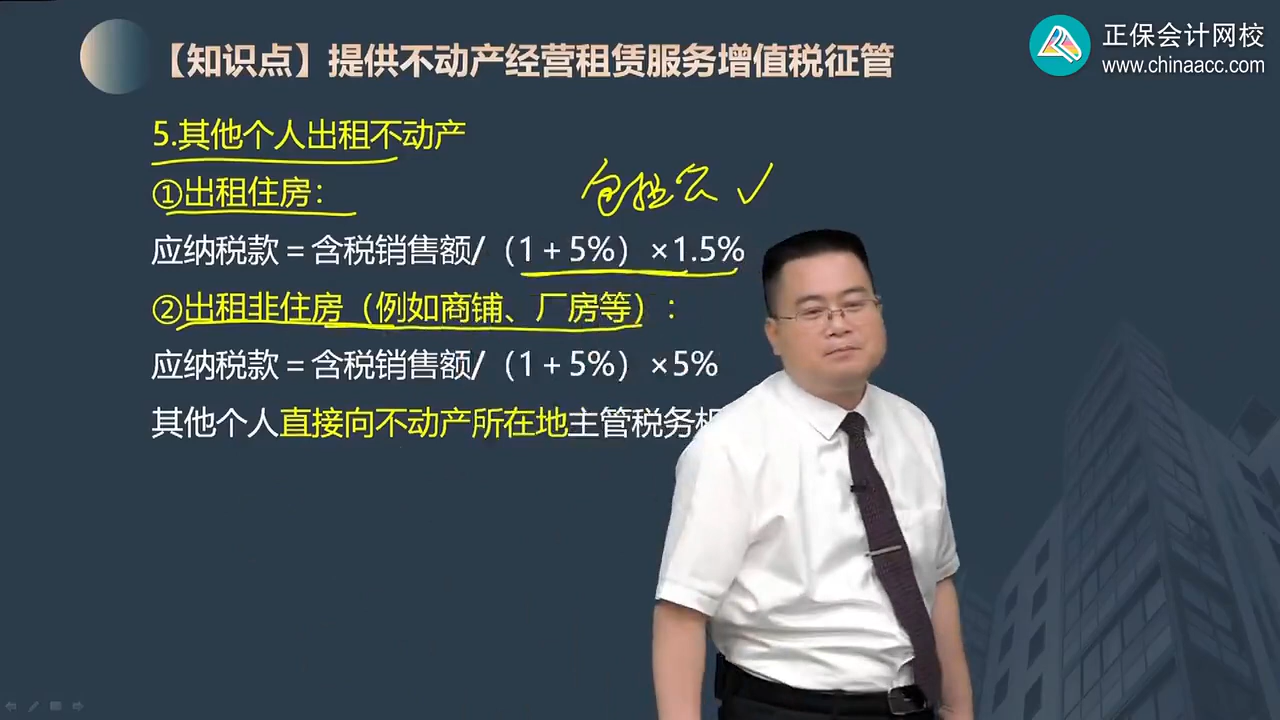 【知识点】提供不动产经营租赁服务增值税征管
正保会计网校
www.chinaacc.com
5.其他个人出租不动产
①出租住房：
包租公✓
应纳税款＝含税销售额/（1＋5%）×1.5%
②出租非住房（例如商铺、厂房等）：
应纳税款＝含税销售额/（1＋5%）×5%
其他个人直接向不动产所在地主管税务机